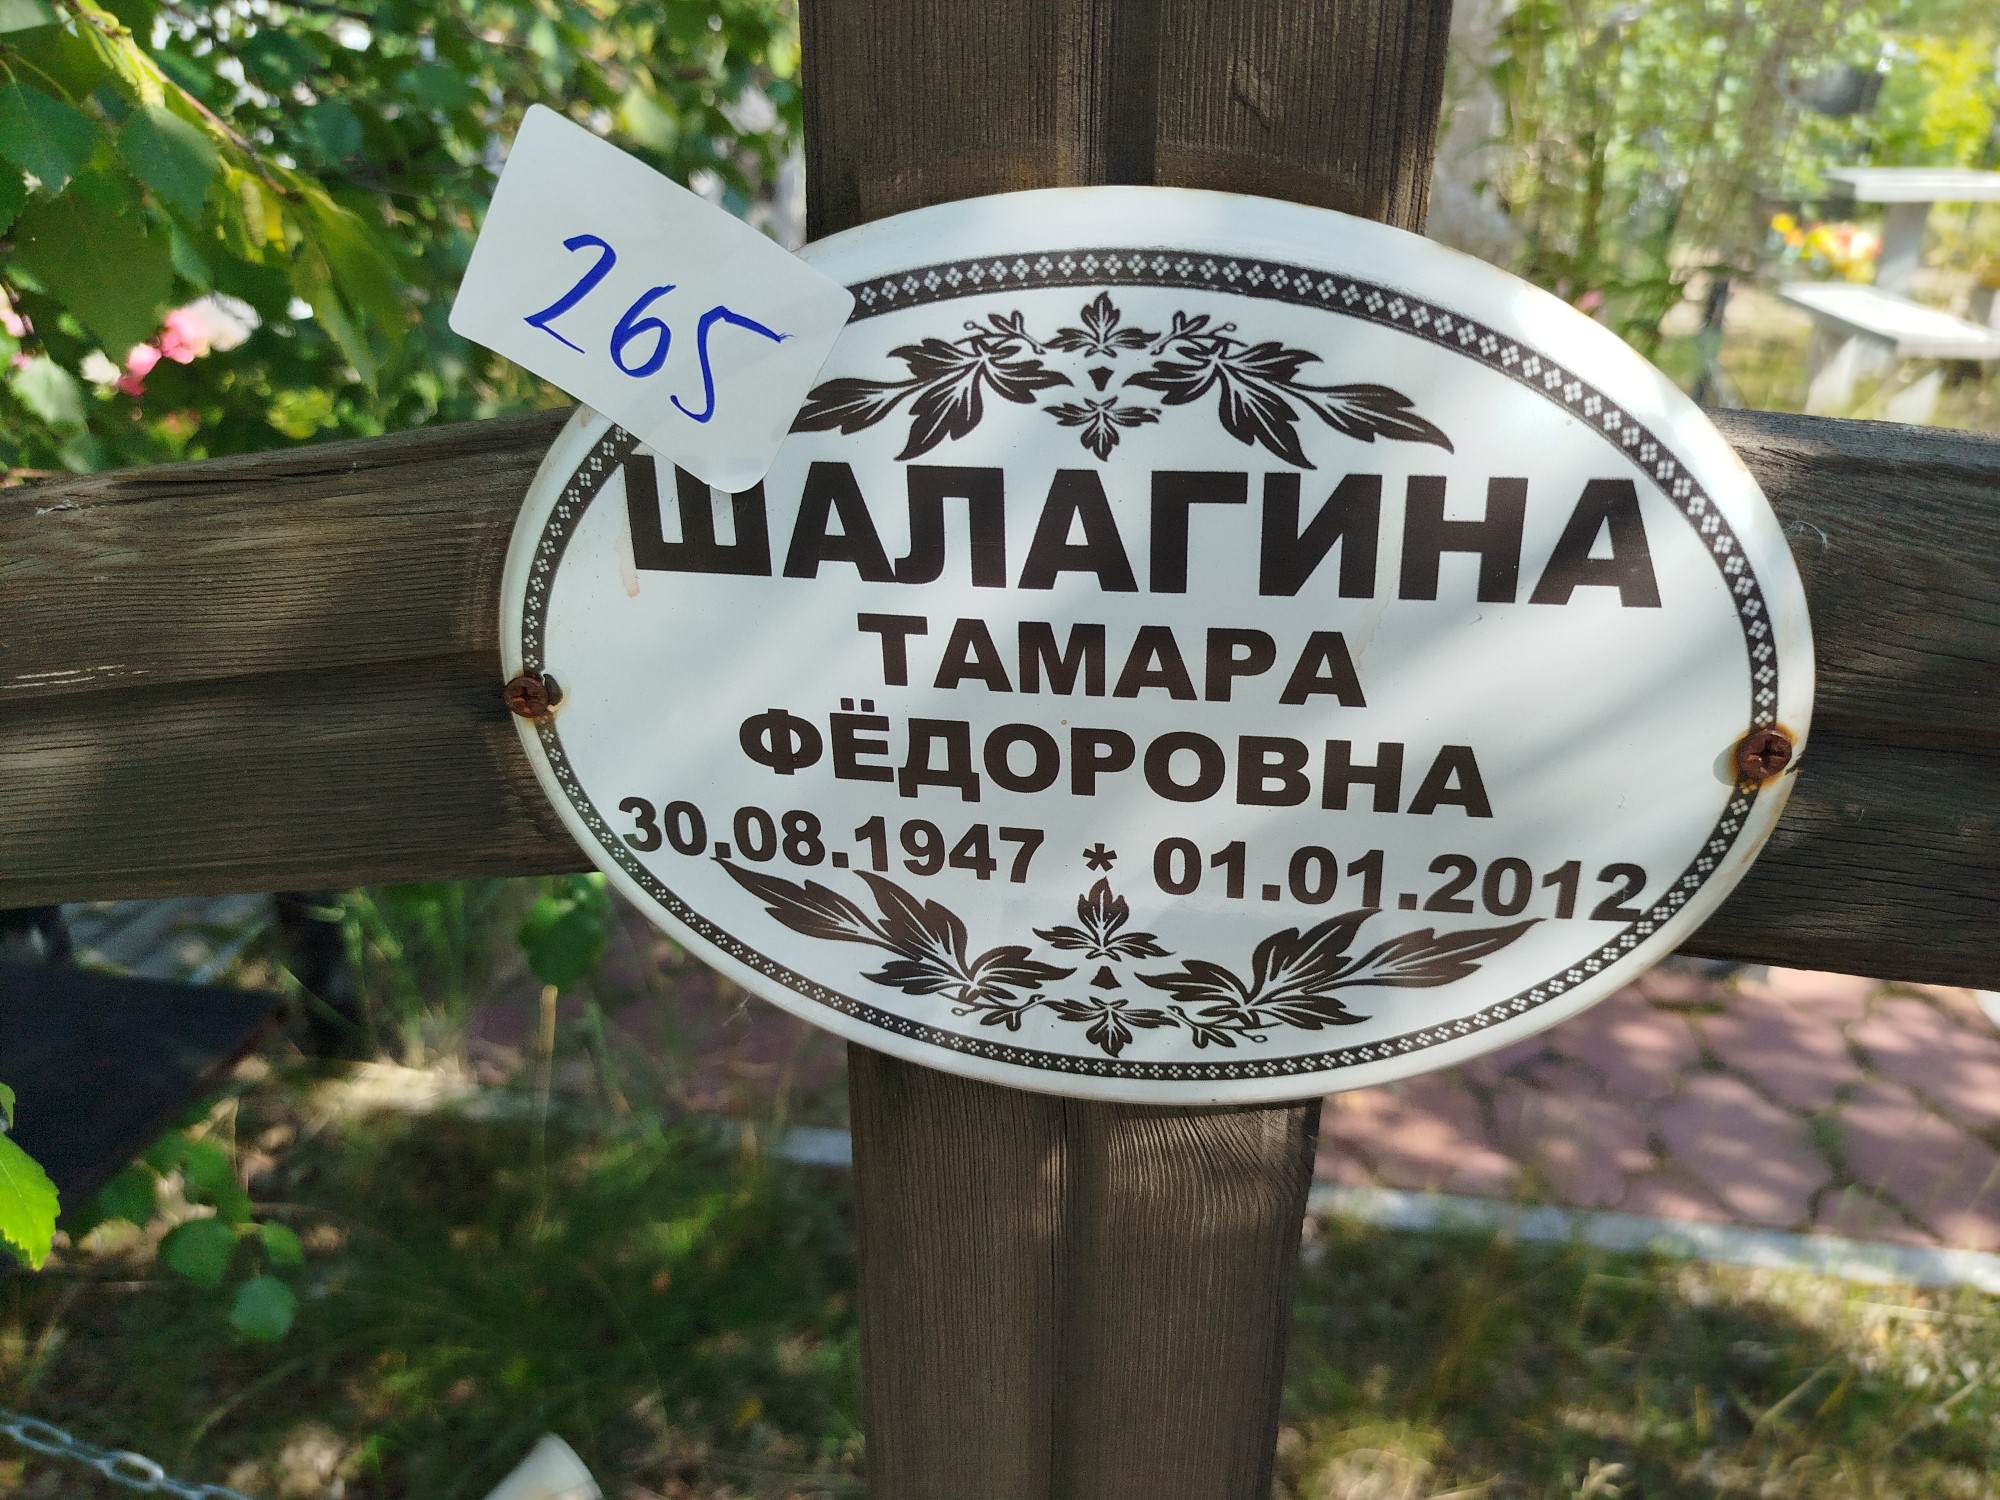 265
ШАЛАГИНА
ТАМАРА
ФЁДОРОВНА
30.08.1947 * 01.01.2012